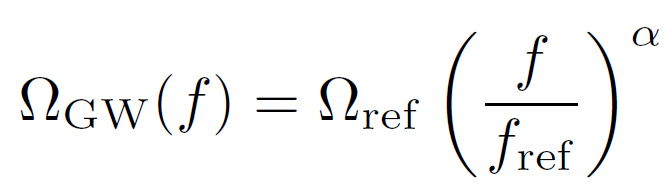 Ω_GW(f) = Ω_ref (f / f_ref)^α